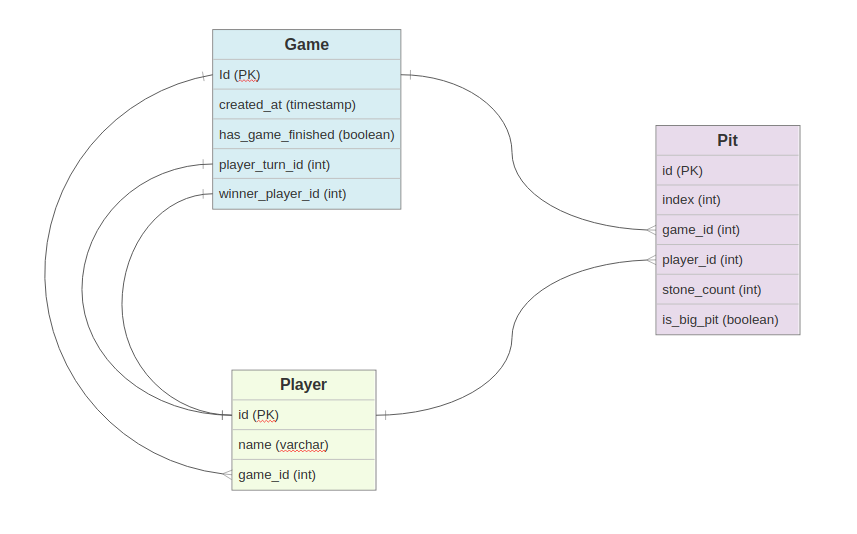 Game
Id (PK)
created_at (timestamp)
has_game_finished (boolean)
player_turn_id (int)
winner_player_id (int)
Pit
id (PK)
index (int)
game_id (int)
player_id (int)
stone_count (int)
is_big_pit (boolean)
Player
id (PK)
name (varchar)
game_id (int)